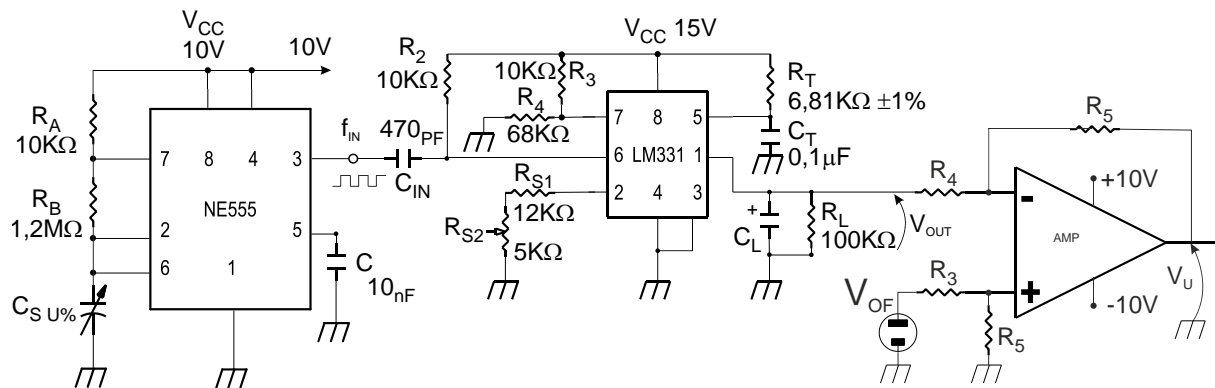 V_CC
10V
10V
R_A
10KΩ
R_B
1,2MΩ
C_S U%
7
8
4
3
2
6
1
5
NE555
C
10nF
f_IN
470PF
C_IN
R_2
10KΩ
10KΩ
R_3
R_4
68KΩ
V_CC 15V
R_T
6,81KΩ ±1%
C_T
0,1µF
7
8
5
6
LM331
1
2
4
3
R_S1
12KΩ
R_S2
5KΩ
+
C_L
R_L
100KΩ
V_OUT
R_4
R_5
+10V
-
AMP
+
-10V
R_3
V_OF
R_5
V_U